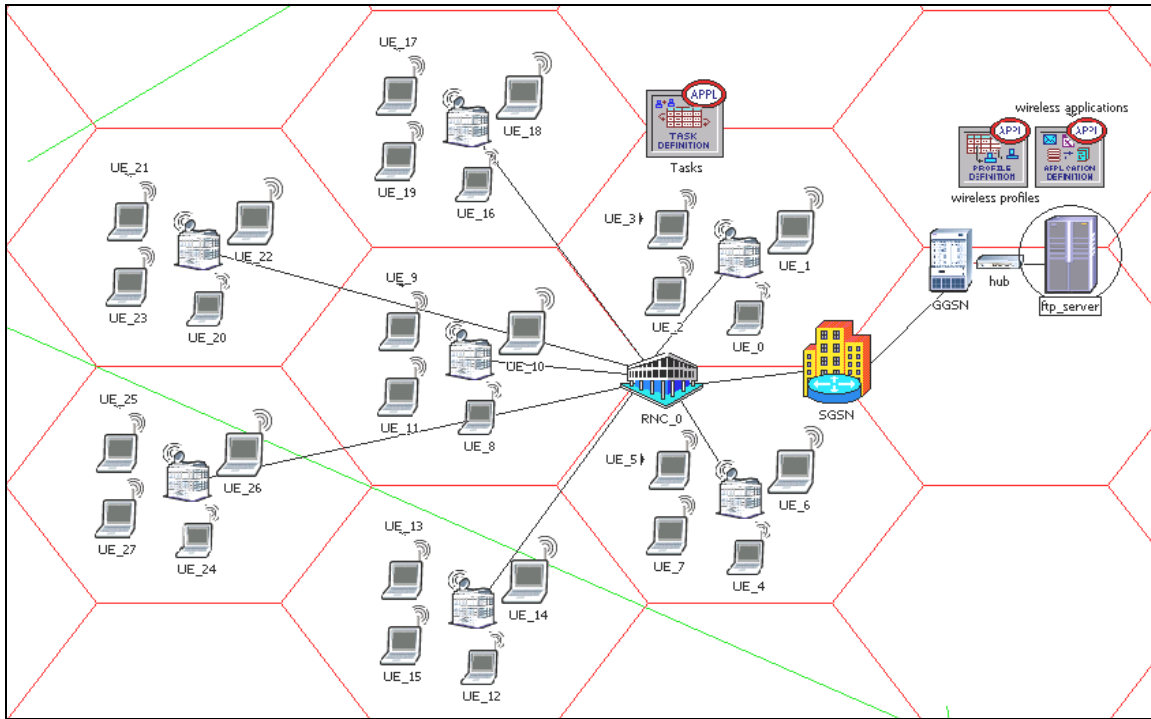 UE_17
UE_18
UE_19
UE_16
APPL
TASK
DEFINITION
Tasks
wireless applications
APPL
PROFILE
DEFINITION
APPL
APPLICATION
DEFINITION
wireless profiles
UE_21
UE_22
UE_23
UE_20
UE_3
UE_1
UE_2
UE_0
GGSN
hub
ftp_server
UE_9
UE_10
UE_11
UE_8
RNC_0
SGSN
UE_25
UE_26
UE_27
UE_24
UE_5
UE_6
UE_7
UE_4
UE_13
UE_14
UE_15
UE_12